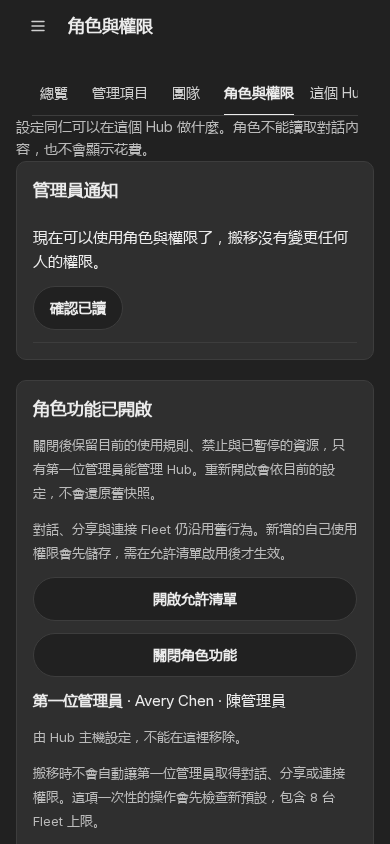 角色與權限
總覽 管理項目 團隊 角色與權限 這個 Hu
設定同仁可以在這個 Hub 做什麼。角色不能讀取對話內
容，也不會顯示花費。
管理員通知
現在可以使用角色與權限了，搬移沒有變更任何
人的權限。
確認已讀
角色功能已開啟
關閉後保留目前的使用規則、禁止與已暫停的資源，只
有第一位管理員能管理 Hub。重新開啟會依目前的設
定，不會還原舊快照。
對話、分享與連接 Fleet 仍沿用舊行為。新增的自己使用
權限會先儲存，需在允許清單啟用後才生效。
開啟允許清單
關閉角色功能
第一位管理員 · Avery Chen · 陳管理員
由 Hub 主機設定，不能在這裡移除。
搬移時不會自動讓第一位管理員取得對話、分享或連接
權限。這項一次性的操作會先檢查新預設，包含 8 台
Fleet 上限。